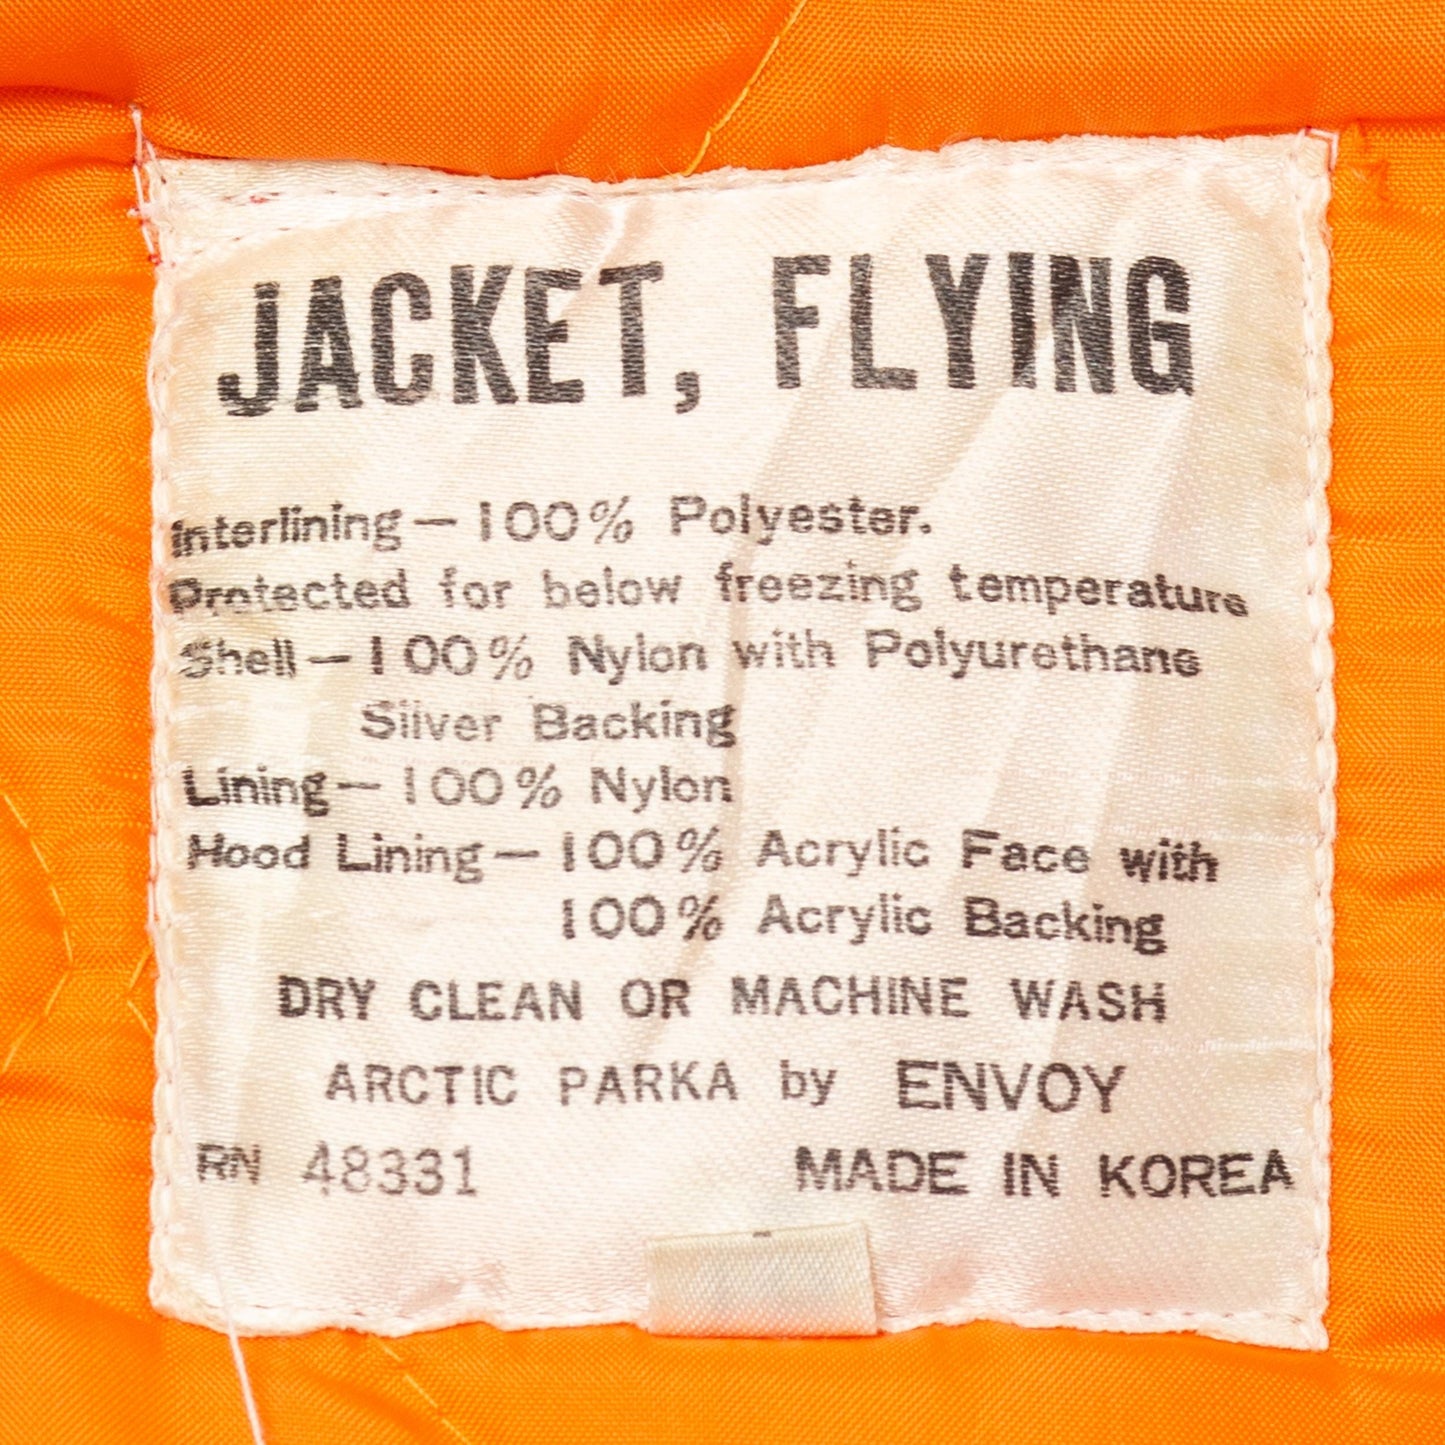 JACKET, FLYING
Interlining — 100% Polyester.
Protected for below freezing temperature
Shell — 100% Nylon with Polyurethane
Silver Backing
Lining — 100% Nylon
Hood Lining — 100% Acrylic Face with
100% Acrylic Backing
DRY CLEAN OR MACHINE WASH
ARCTIC PARKA by ENVOY
RN 48331 MADE IN KOREA